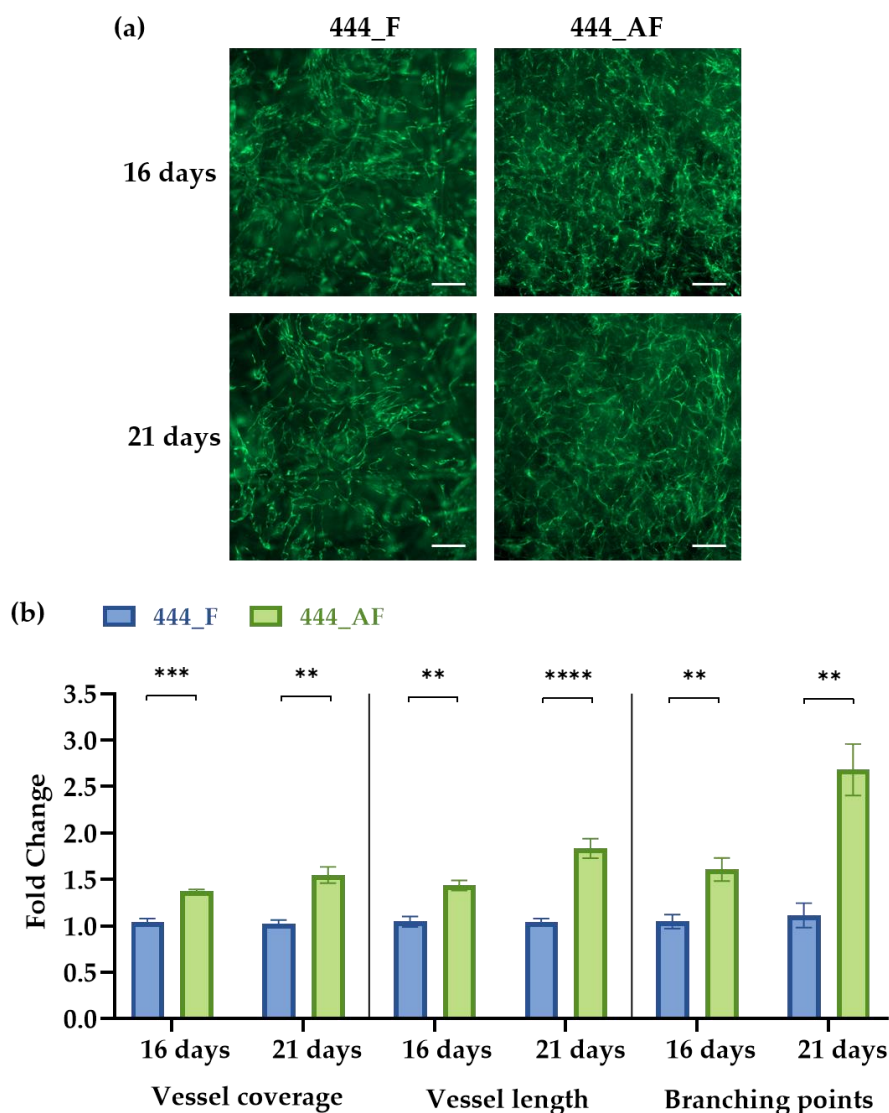 (a)
444_F 444_AF
16 days
21 days
(b) 444_F 444_AF
*** ** ** **** ** **
3.5
3.0
2.5
2.0
1.5
1.0
0.5
0.0
Fold Change
16 days 21 days 16 days 21 days 16 days 21 days
Vessel coverage Vessel length Branching points